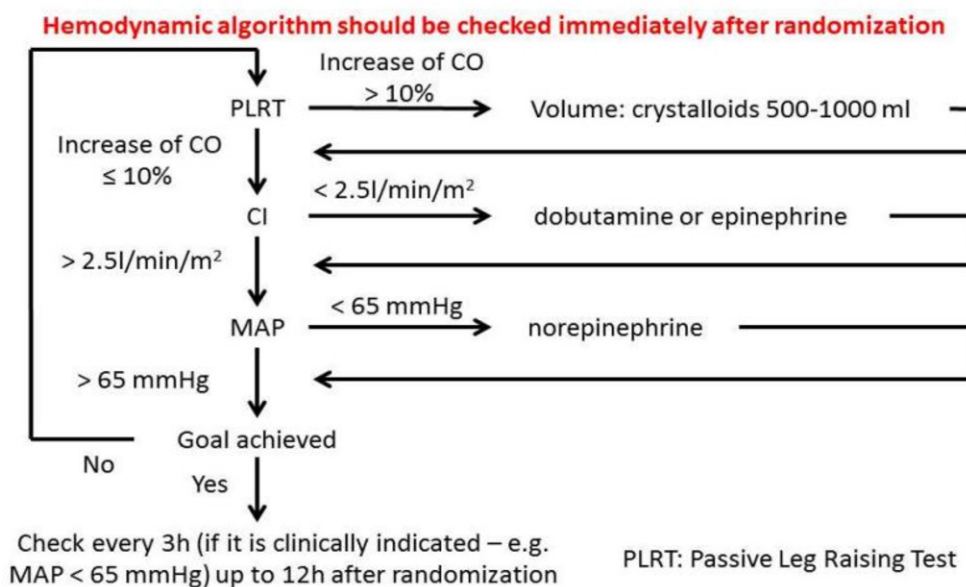 Hemodynamic algorithm should be checked immediately after randomization
Increase of CO
> 10%
PLRT
Volume: crystalloids 500-1000 ml
Increase of CO
≤ 10%
< 2.5l/min/m²
CI
dobutamine or epinephrine
> 2.5l/min/m²
< 65 mmHg
MAP
norepinephrine
> 65 mmHg
Goal achieved
No
Yes
Check every 3h (if it is clinically indicated – e.g.
MAP < 65 mmHg) up to 12h after randomization
PLRT: Passive Leg Raising Test